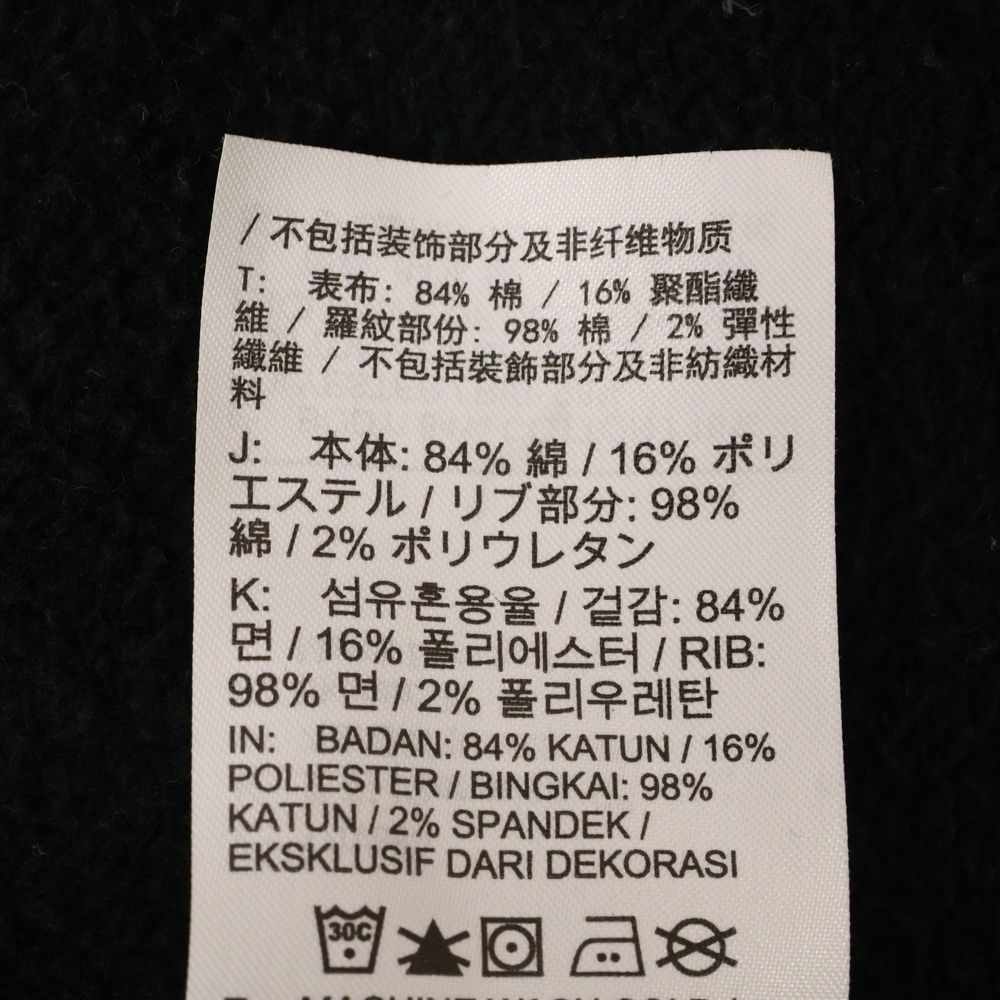 / 不包括装饰部分及非纤维物质
T: 表布: 84% 棉 / 16% 聚酯纖
維 / 羅紋部份: 98% 棉 / 2% 彈性
纖維 / 不包括裝飾部分及非紡織材
料
J: 本体: 84% 綿 / 16% ポリ
エステル / リブ部分: 98%
綿 / 2% ポリウレタン
K: 섬유혼용율 / 겉감: 84%
면 / 16% 폴리에스터 / RIB:
98% 면 / 2% 폴리우레탄
IN: BADAN: 84% KATUN / 16%
POLIESTER / BINGKAI: 98%
KATUN / 2% SPANDEK /
EKSKLUSIF DARI DEKORASI
30C